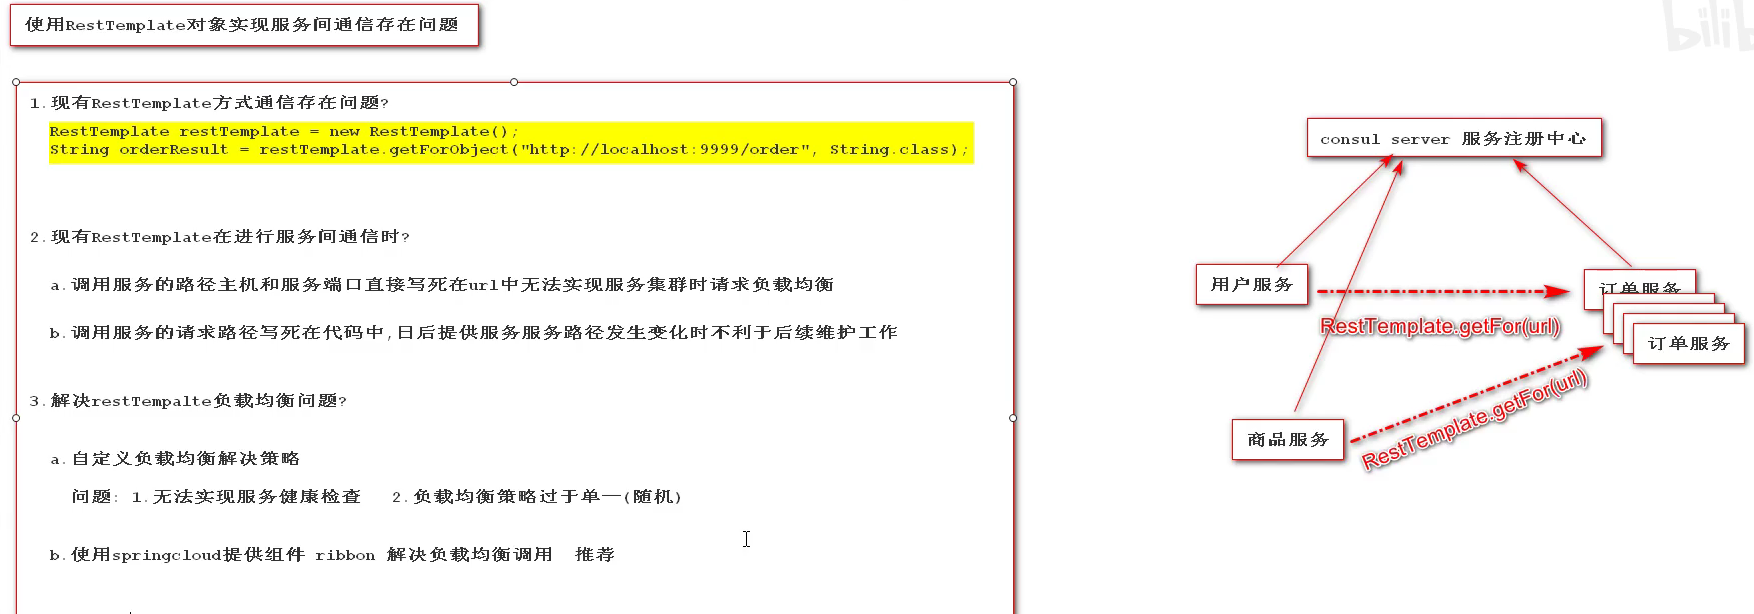 使用RestTemplate对象实现服务间通信存在问题
1.现有RestTemplate方式通信存在问题?
RestTemplate restTemplate = new RestTemplate();
String orderResult = restTemplate.getForObject("http://localhost:9999/order", String.class);
2.现有RestTemplate在进行服务间通信时?
a.调用服务的路径主机和服务端口直接写死在url中无法实现服务集群时请求负载均衡
b.调用服务的请求路径写死在代码中,日后提供服务服务路径发生变化时不利于后续维护工作
3.解决restTempalte负载均衡问题?
a.自定义负载均衡解决策略
问题: 1.无法实现服务健康检查 2.负载均衡策略过于单一(随机)
b.使用springcloud提供组件 ribbon 解决负载均衡调用 推荐
consul server 服务注册中心
用户服务
订单服务
RestTemplate.getFor(url)
订单服务
RestTemplate.getFor(url)
商品服务